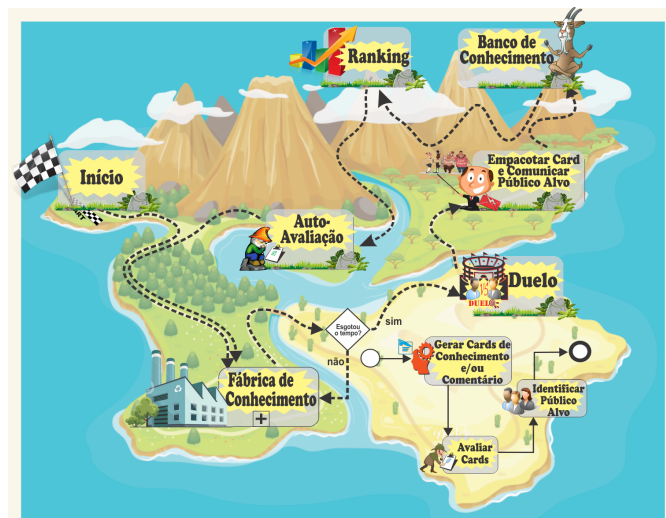 Ranking
Banco de
Conhecimento
Início
Empacotar Card
e Comunicar
Público Alvo
Auto-
Avaliação
Duelo
DUELO
Esgotou
o tempo?
sim
não
Gerar Cards de
Conhecimento
e/ou
Comentário
Fábrica de
Conhecimento
Identificar
Público
Alvo
Avaliar
Cards